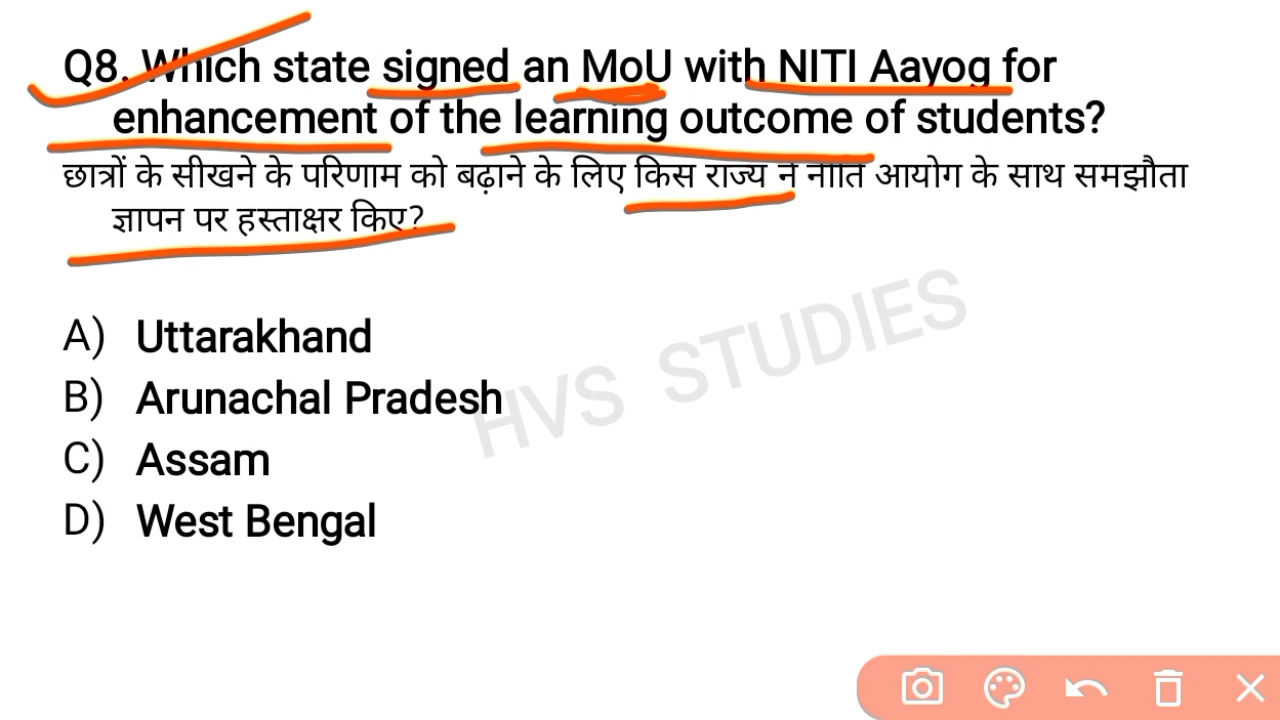 Q8. Which state signed an MoU with NITI Aayog for
enhancement of the learning outcome of students?
छात्रों के सीखने के परिणाम को बढ़ाने के लिए किस राज्य ने नीति आयोग के साथ समझौता
ज्ञापन पर हस्ताक्षर किए?
HVS STUDIES
A) Uttarakhand
B) Arunachal Pradesh
C) Assam
D) West Bengal